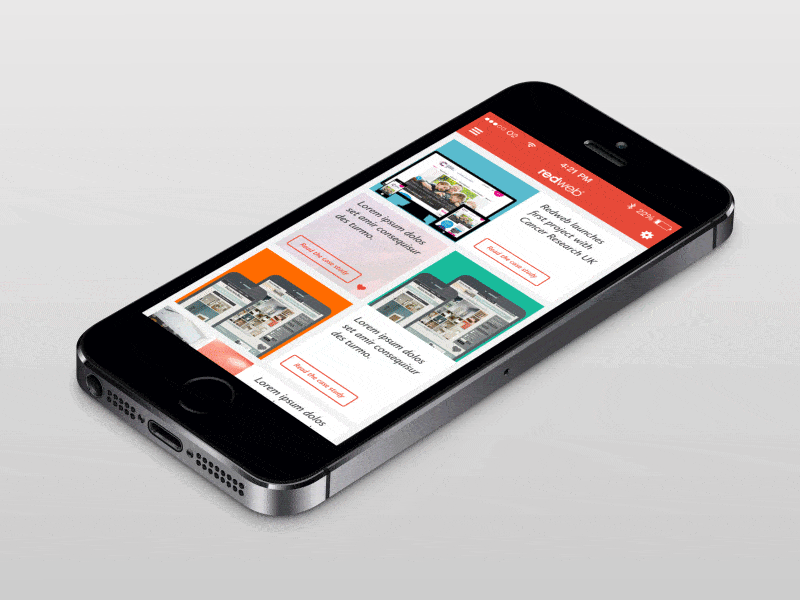 O2
4:21 PM
22%
redweb
Redweb launches
first project with
Cancer Research UK
Read the case study
Lorem ipsum dolos
set amir consequisur
des turmo.
Read the case study
Lorem ipsum dolos
set amir consequisur
des turmo.
Read the case study
Lorem ipsum dolos